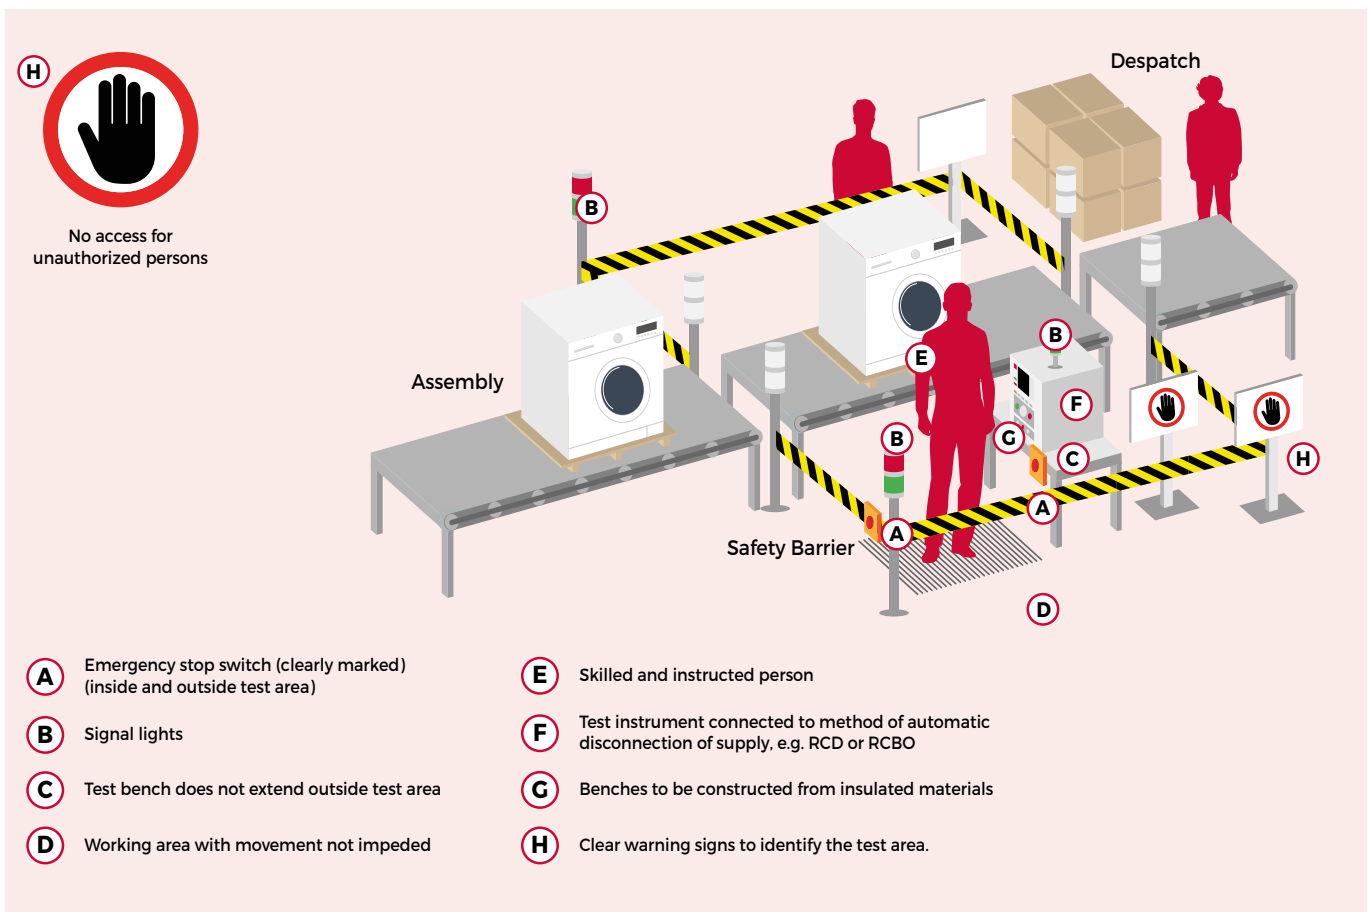 H
No access for
unauthorized persons
Despatch
B
Assembly
E
B
F
B
G
C
H
A
A
Safety Barrier
D
A
Emergency stop switch (clearly marked)
(inside and outside test area)
B
Signal lights
C
Test bench does not extend outside test area
D
Working area with movement not impeded
E
Skilled and instructed person
F
Test instrument connected to method of automatic
disconnection of supply, e.g. RCD or RCBO
G
Benches to be constructed from insulated materials
H
Clear warning signs to identify the test area.